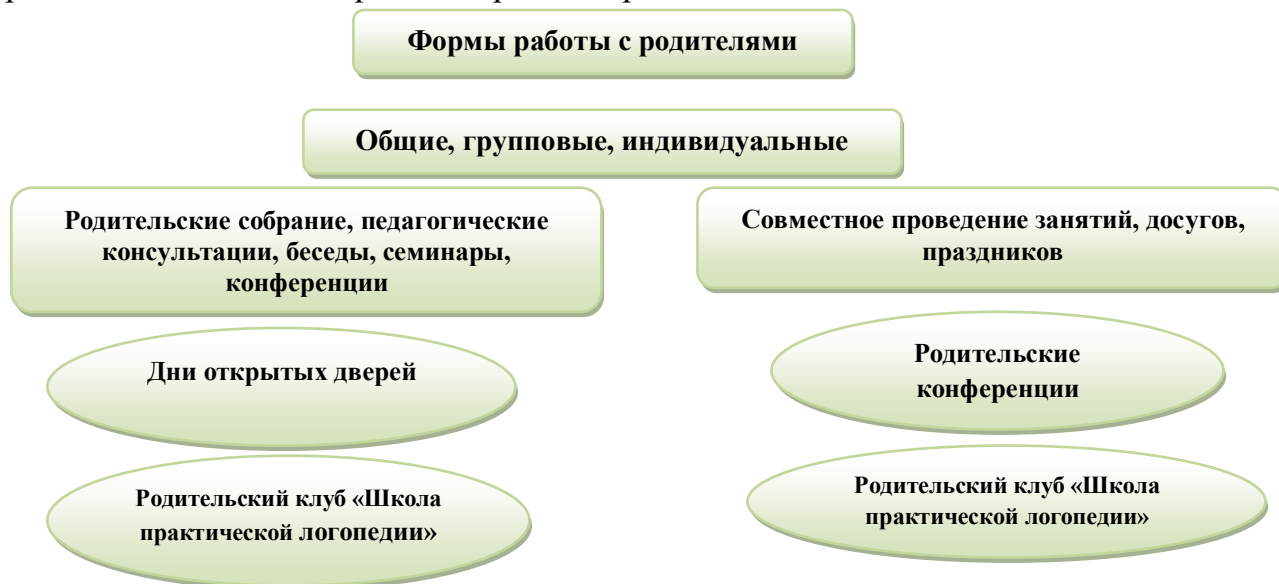 Формы работы с родителями
Общие, групповые, индивидуальные
Родительские собрание, педагогические
консультации, беседы, семинары,
конференции
Совместное проведение занятий, досугов,
праздников
Дни открытых дверей
Родительские
конференции
Родительский клуб «Школа
практической логопедии»
Родительский клуб «Школа
практической логопедии»